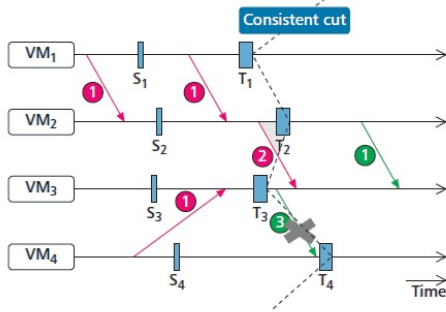 Consistent cut
VM1
S1
T1
1
1
VM2
S2
T2
2
1
VM3
S3
T3
1
3
VM4
S4
T4
Time